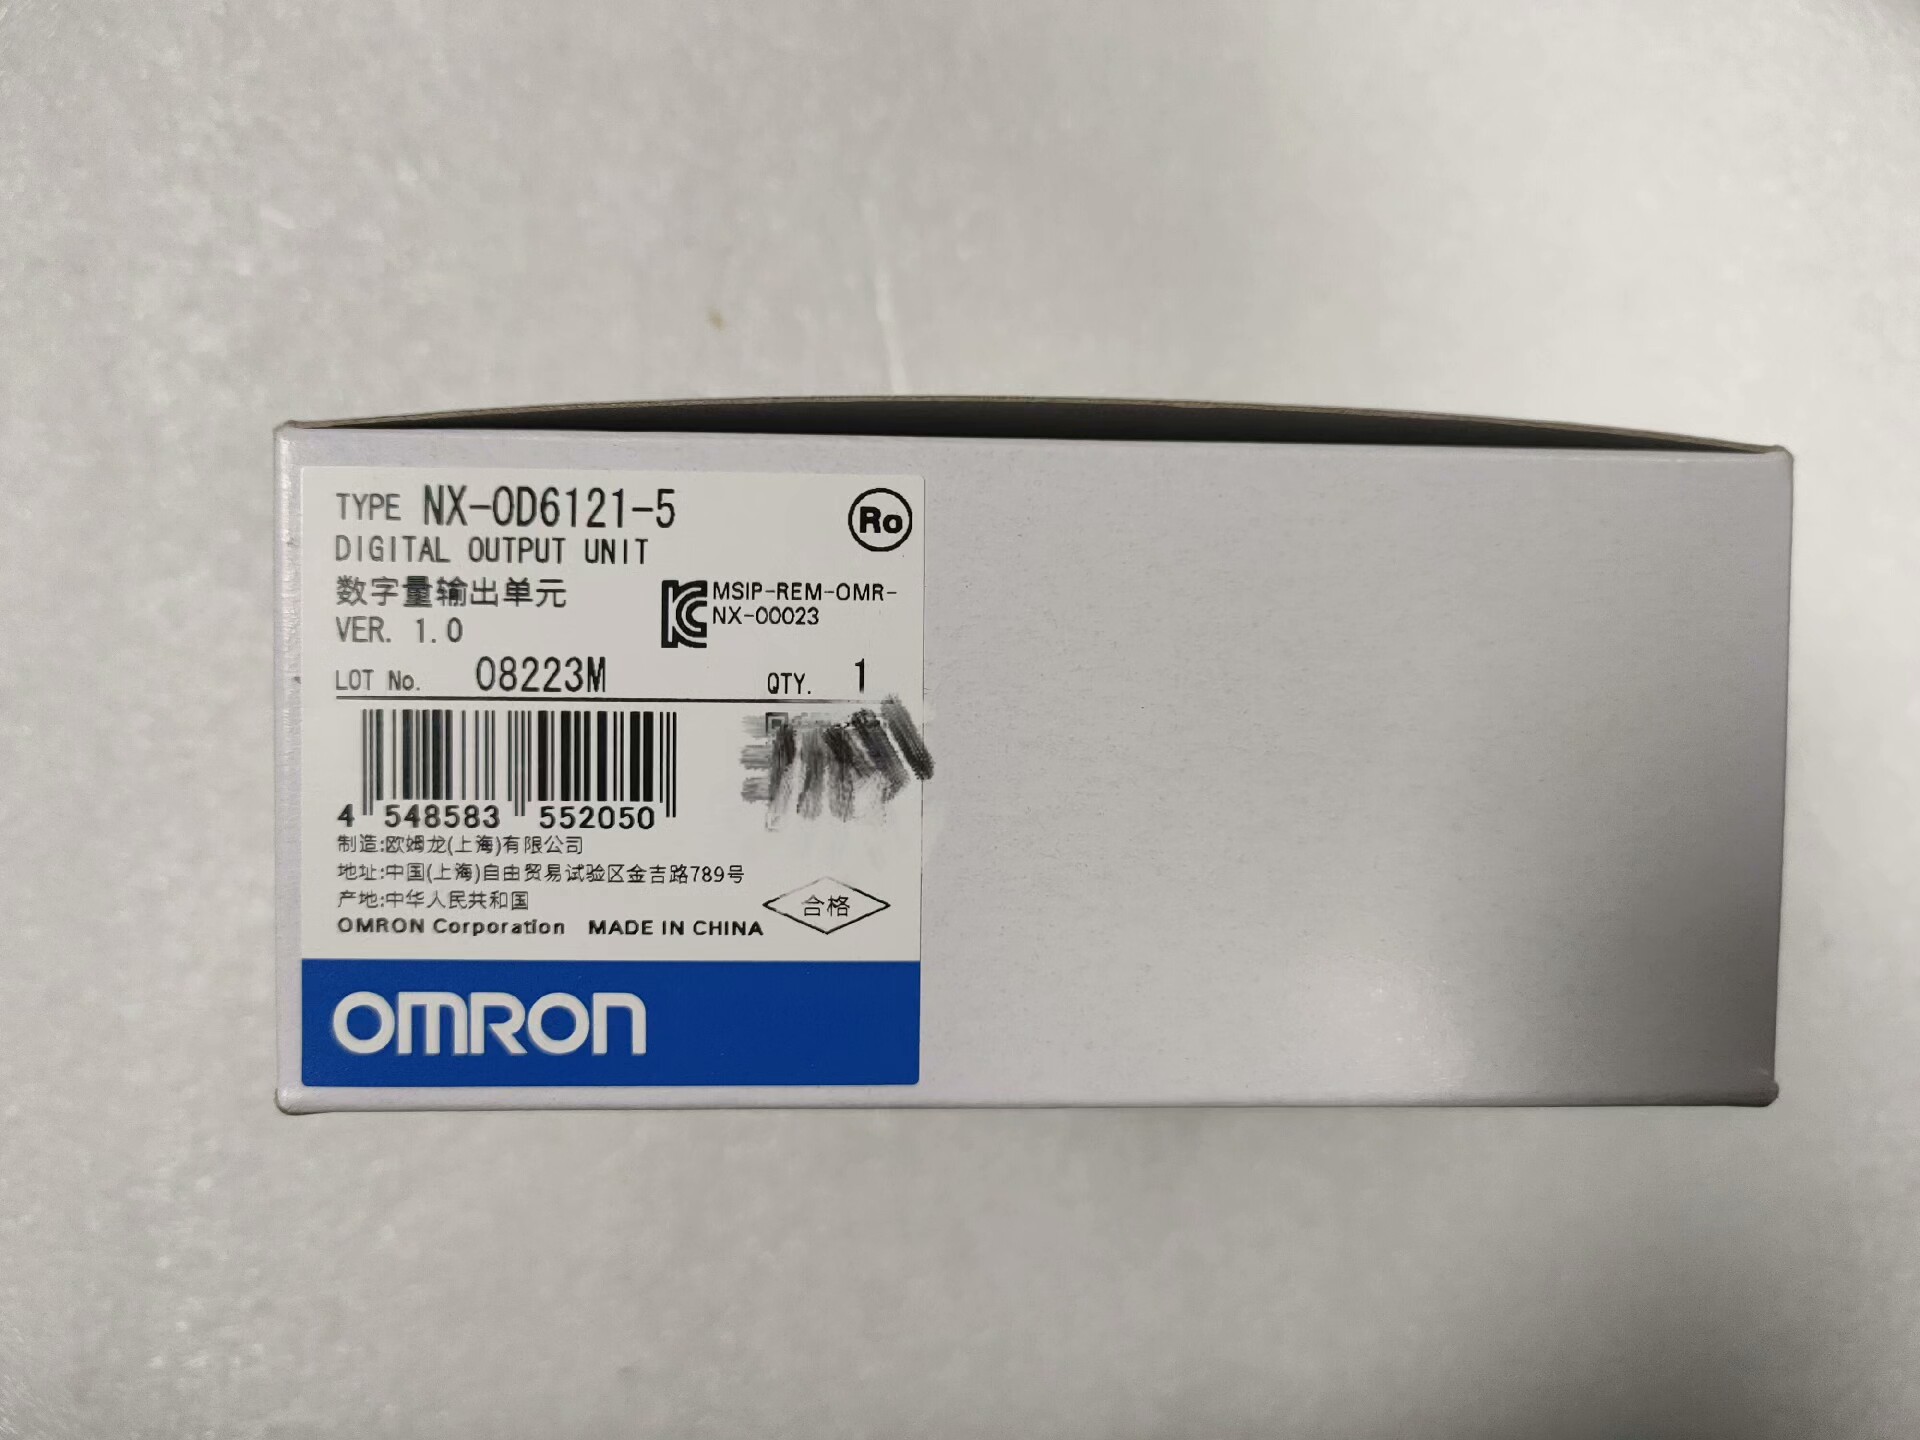 TYPE NX-OD6121-5
Ro
DIGITAL OUTPUT UNIT
数字量输出单元
MSIP-REM-OMR-
NX-00023
VER. 1.0
LOT No. 08223M QTY. 1
4 548583 552050
制造:欧姆龙(上海)有限公司
地址:中国(上海)自由贸易试验区金吉路789号
产地:中华人民共和国
合格
OMRON Corporation MADE IN CHINA
OMRON